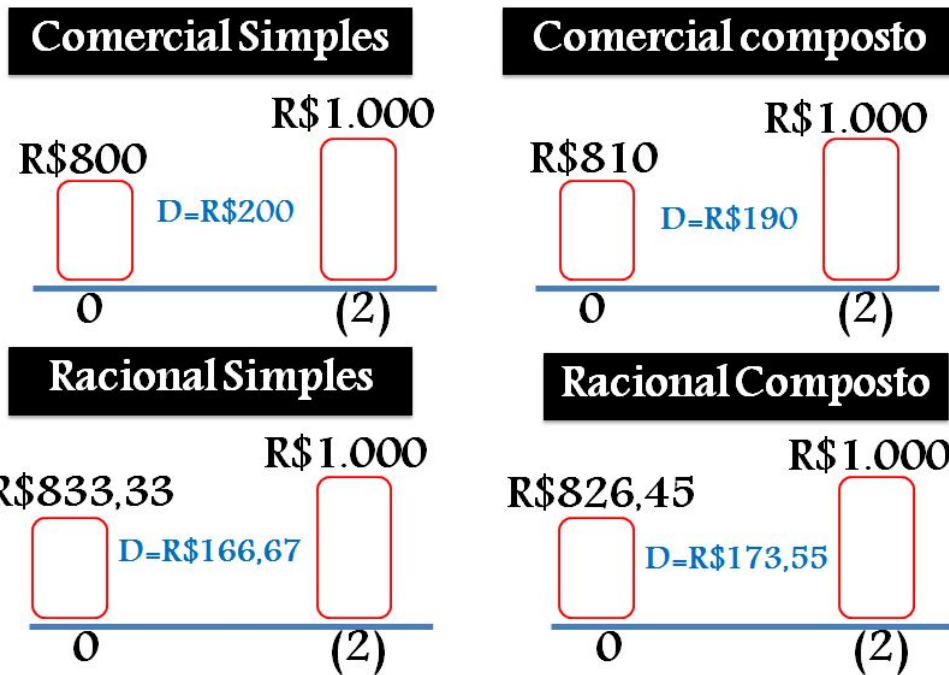 Comercial Simples
R$1.000
R$800
D=R$200
0 (2)
Comercial composto
R$1.000
R$810
D=R$190
0 (2)
Racional Simples
R$1.000
R$833,33
D=R$166,67
0 (2)
Racional Composto
R$1.000
R$826,45
D=R$173,55
0 (2)